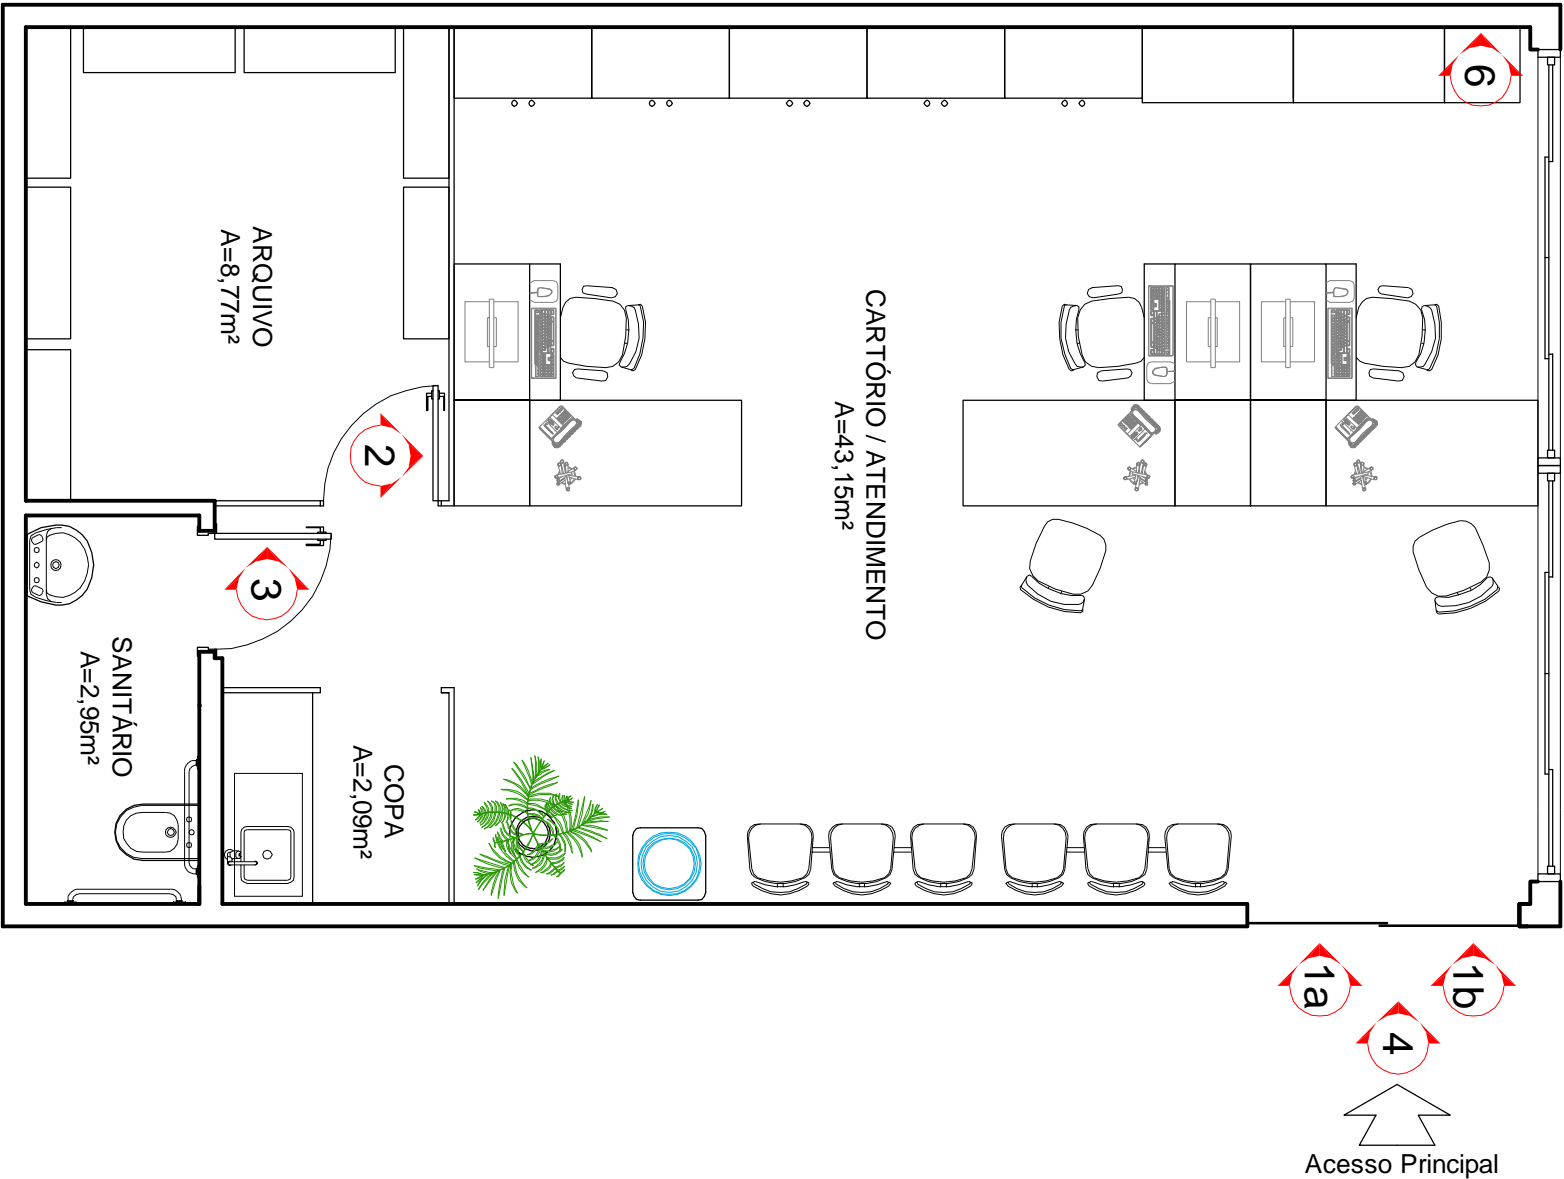 6
ARQUIVO
A=8,77m²
CARTÓRIO / ATENDIMENTO
A=43,15m²
2
3
SANITÁRIO
A=2,95m²
COPA
A=2,09m²
1a
1b
4
Acesso Principal